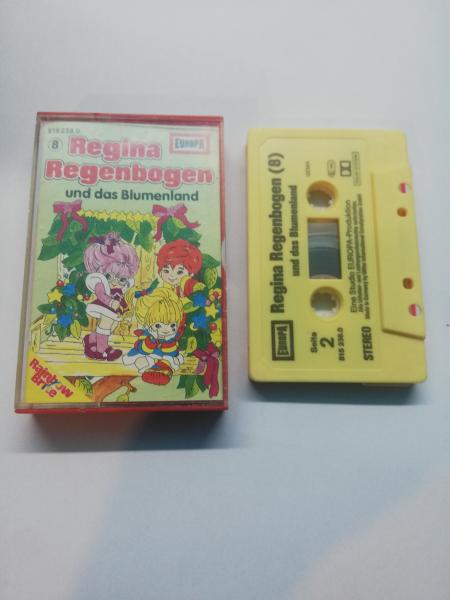 815 238.0
8
Regina
Regenbogen
EUROPA
und das Blumenland
Rainbow
Brite
Regina Regenbogen (8)
und das Blumenland
EUROPA
Seite
2
815 238.0
Eine Studio EUROPA-Produktion
STEREO